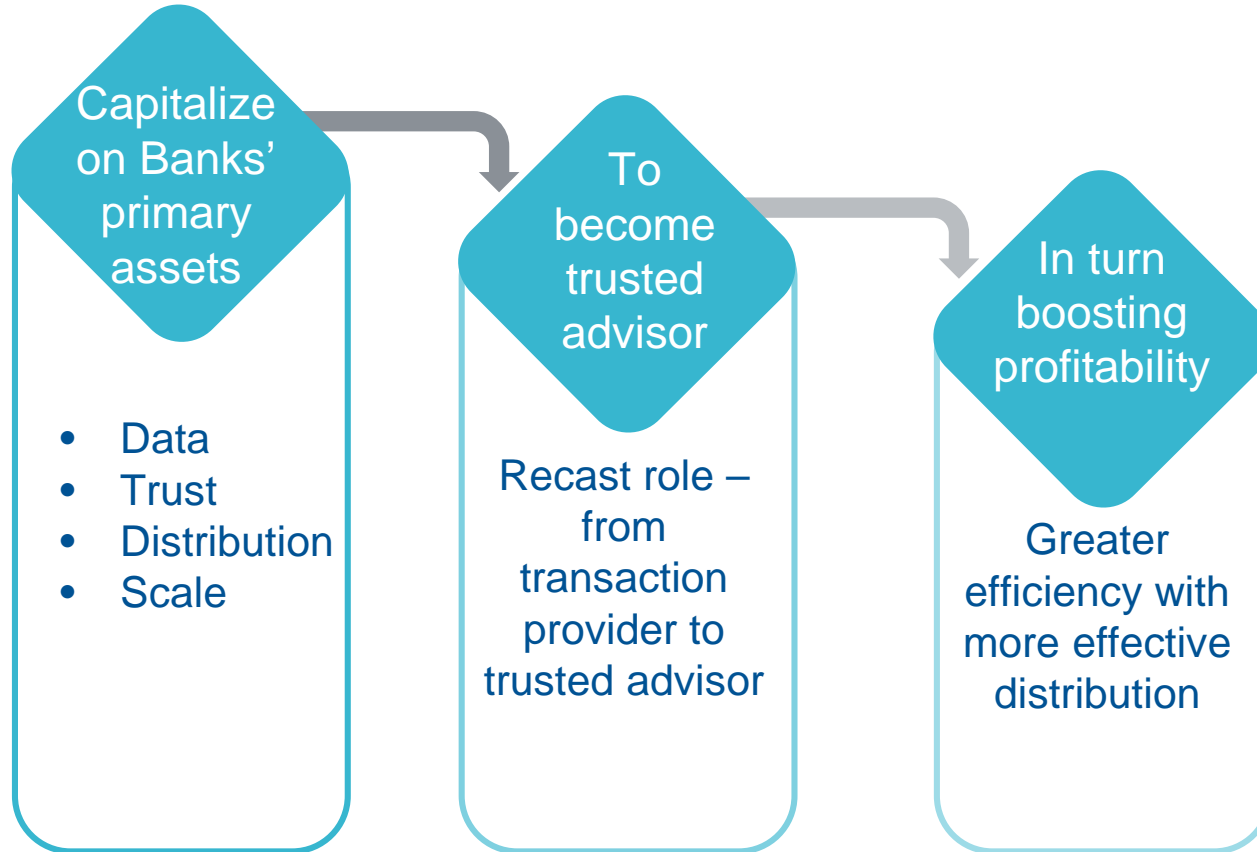 Capitalize
on Banks’
primary
assets
• Data
• Trust
• Distribution
• Scale
To
become
trusted
advisor
Recast role –
from
transaction
provider to
trusted advisor
In turn
boosting
profitability
Greater
efficiency with
more effective
distribution